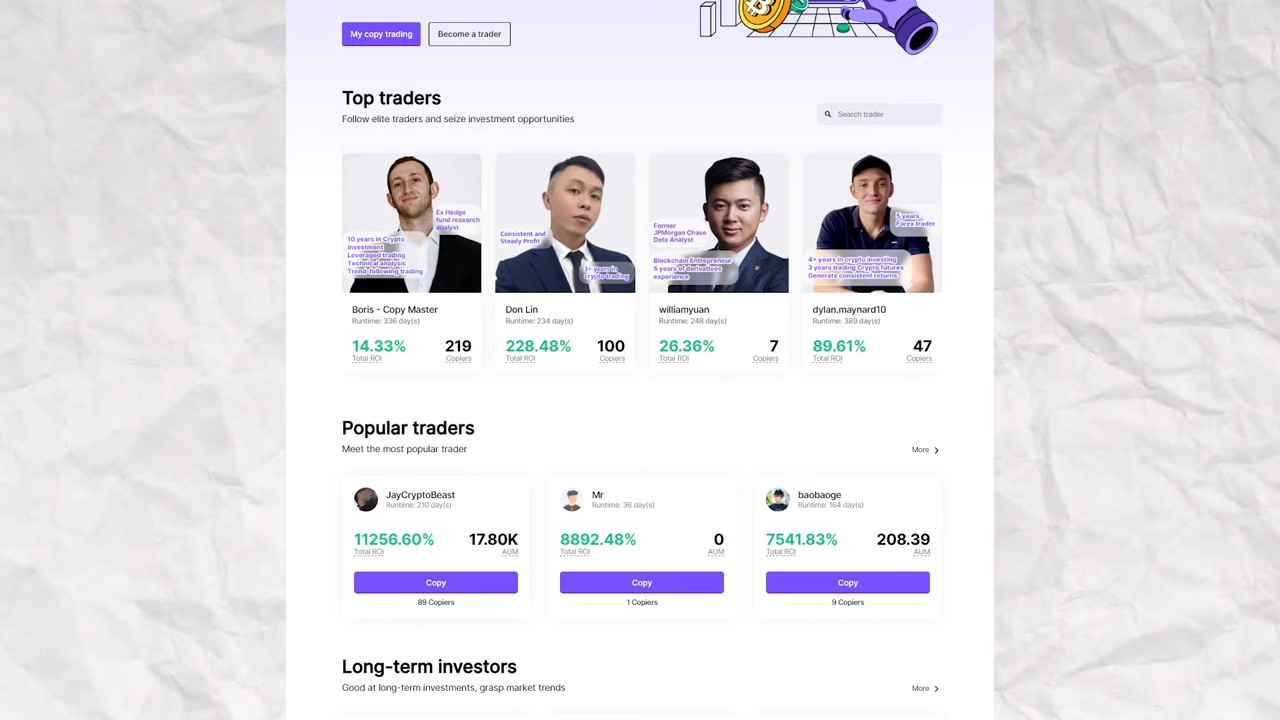 My copy trading
Become a trader
Top traders
Follow elite traders and seize investment opportunities
Search trader
Ex Hedge
fund research
analyst
10 years in Crypto
investment
Leveraged trading
Technical analysis
Trend-following trading
Boris - Copy Master
Runtime: 336 day(s)
14.33%
219
Total ROI
Copiers
Consistent and
Steady Profit
3+ years in
crypto trading
Don Lin
Runtime: 234 day(s)
228.48%
100
Total ROI
Copiers
Former
JPMorgan Chase
Data Analyst
Blockchain Entrepreneur
5 years of derivatives
experience
williamyuan
Runtime: 248 day(s)
26.36%
7
Total ROI
Copiers
5 years
Forex trader
4+ years in crypto investing
3 years trading Crypto futures
Generate consistent returns
dylan.maynard10
Runtime: 389 day(s)
89.61%
47
Total ROI
Copiers
Popular traders
Meet the most popular trader
More
JayCryptoBeast
Runtime: 210 day(s)
11256.60%
17.80K
Total ROI
AUM
Copy
89 Copiers
Mr
Runtime: 36 day(s)
8892.48%
0
Total ROI
AUM
Copy
1 Copiers
baobaoge
Runtime: 164 day(s)
7541.83%
208.39
Total ROI
AUM
Copy
9 Copiers
Long-term investors
Good at long-term investments, grasp market trends
More